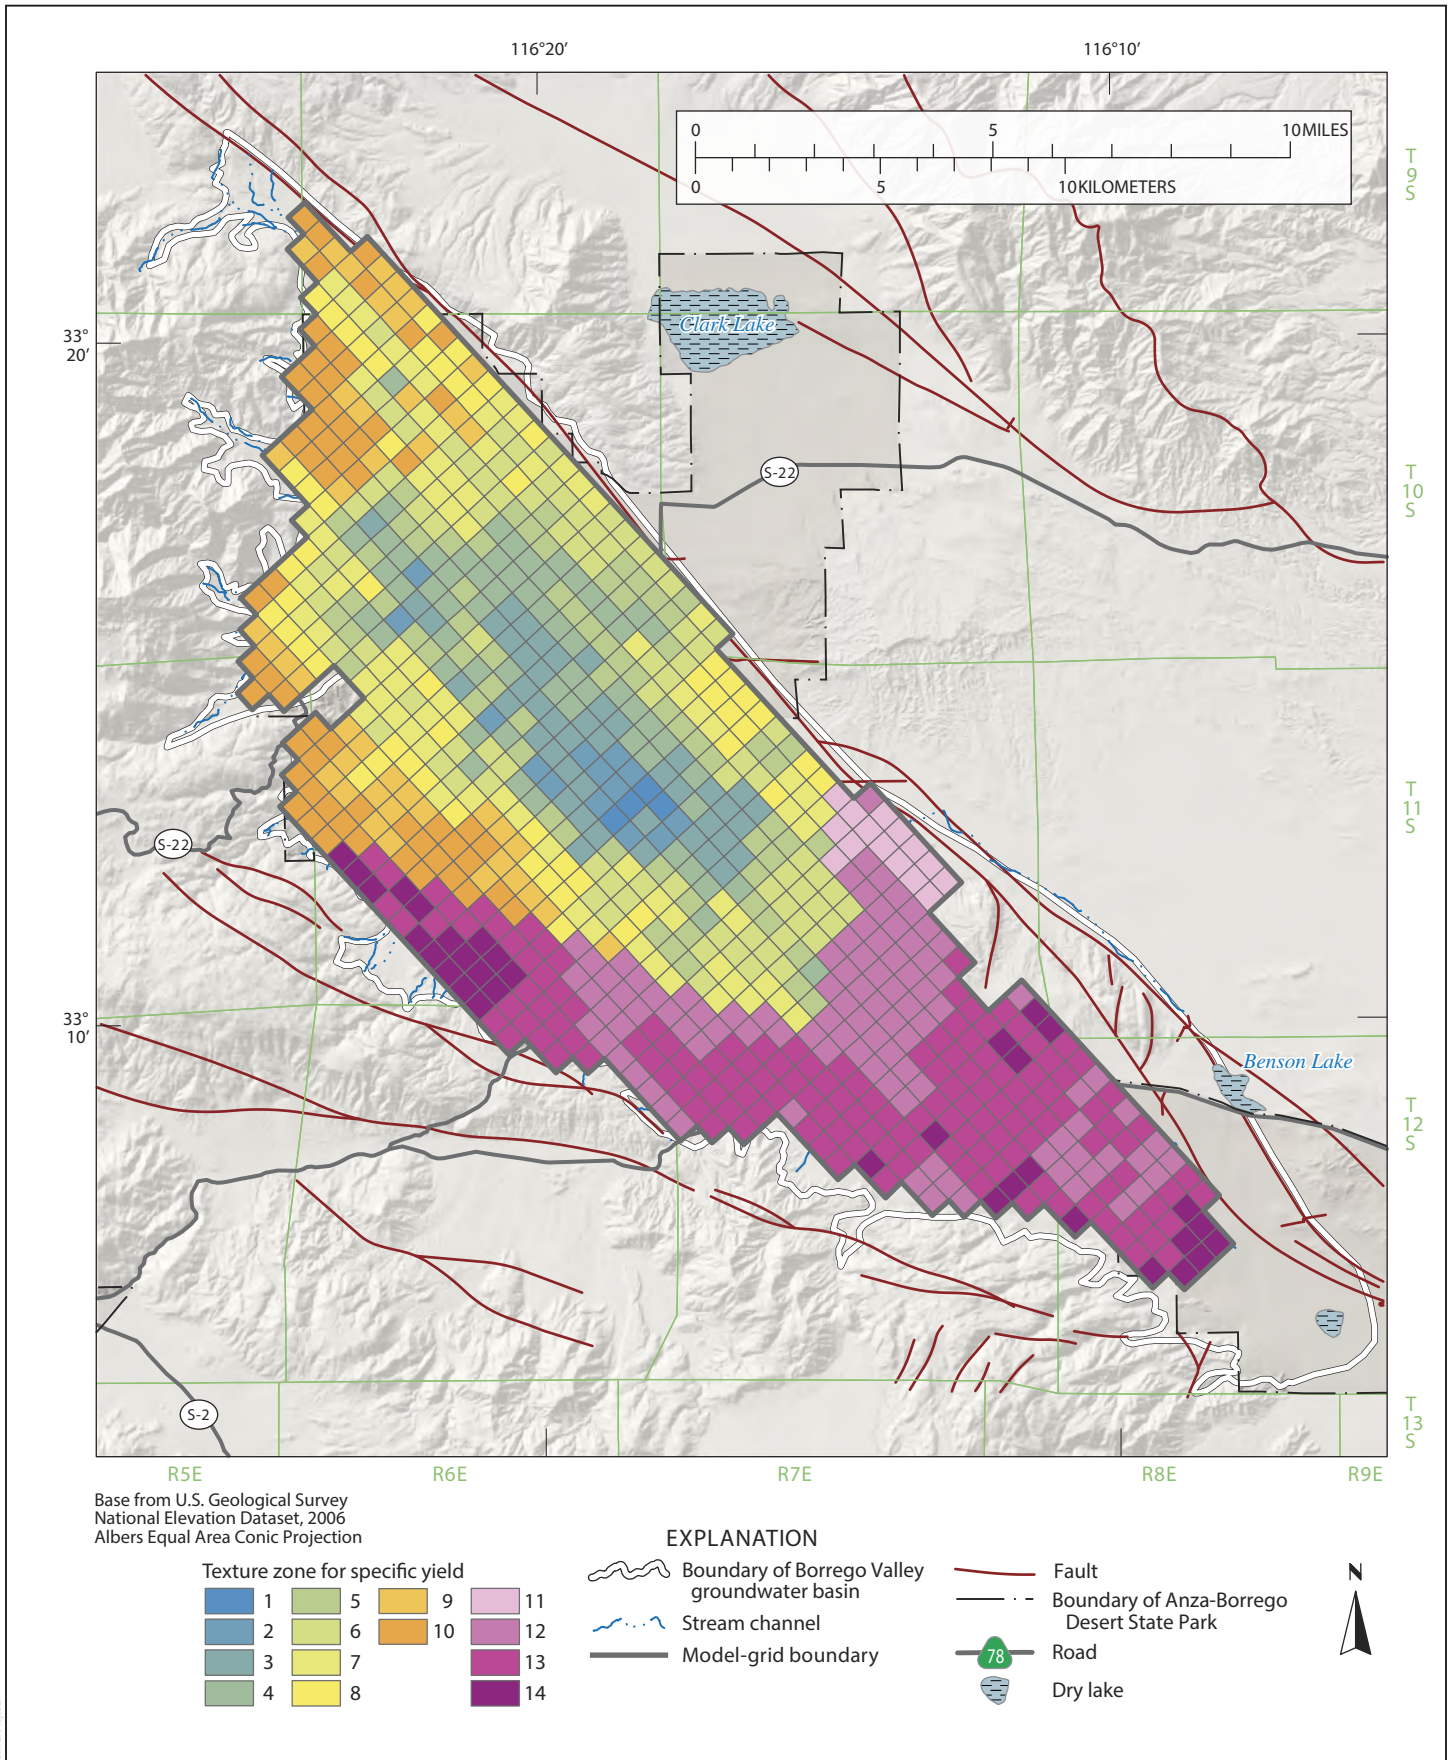 116°20′
116°10′
0
5
10 MILES
0
5
10 KILOMETERS
T
9
S
33°
20′
Clark Lake
S-22
T
10
S
T
11
S
S-22
33°
10′
Benson Lake
T
12
S
S-2
T
13
S
R5E
R6E
R7E
R8E
R9E
Base from U.S. Geological Survey
National Elevation Dataset, 2006
Albers Equal Area Conic Projection
EXPLANATION
Texture zone for specific yield
1
2
3
4
5
6
7
8
9
10
11
12
13
14
Boundary of Borrego Valley
groundwater basin
Stream channel
Model-grid boundary
Fault
Boundary of Anza-Borrego
Desert State Park
78
Road
Dry lake
N